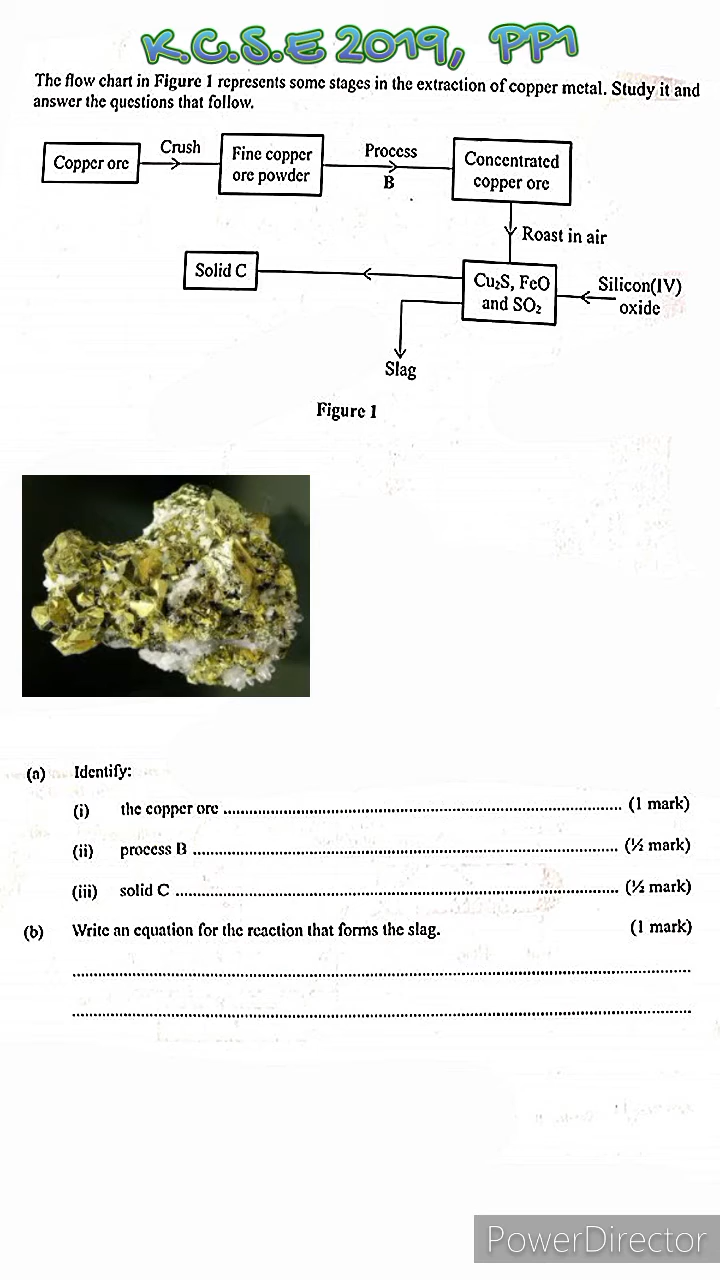 K.C.S.E 2019, PP1
The flow chart in Figure 1 represents some stages in the extraction of copper metal. Study it and
answer the questions that follow.
Copper ore
Crush
Fine copper
ore powder
Process
B
Concentrated
copper ore
Roast in air
Solid C
Cu₂S, FeO
and SO₂
Silicon(IV)
oxide
Slag
Figure 1
(a) Identify:
(i) the copper ore ........................................ (1 mark)
(ii) process B ........................................ (½ mark)
(iii) solid C ........................................ (½ mark)
(b) Write an equation for the reaction that forms the slag. (1 mark)
PowerDirector